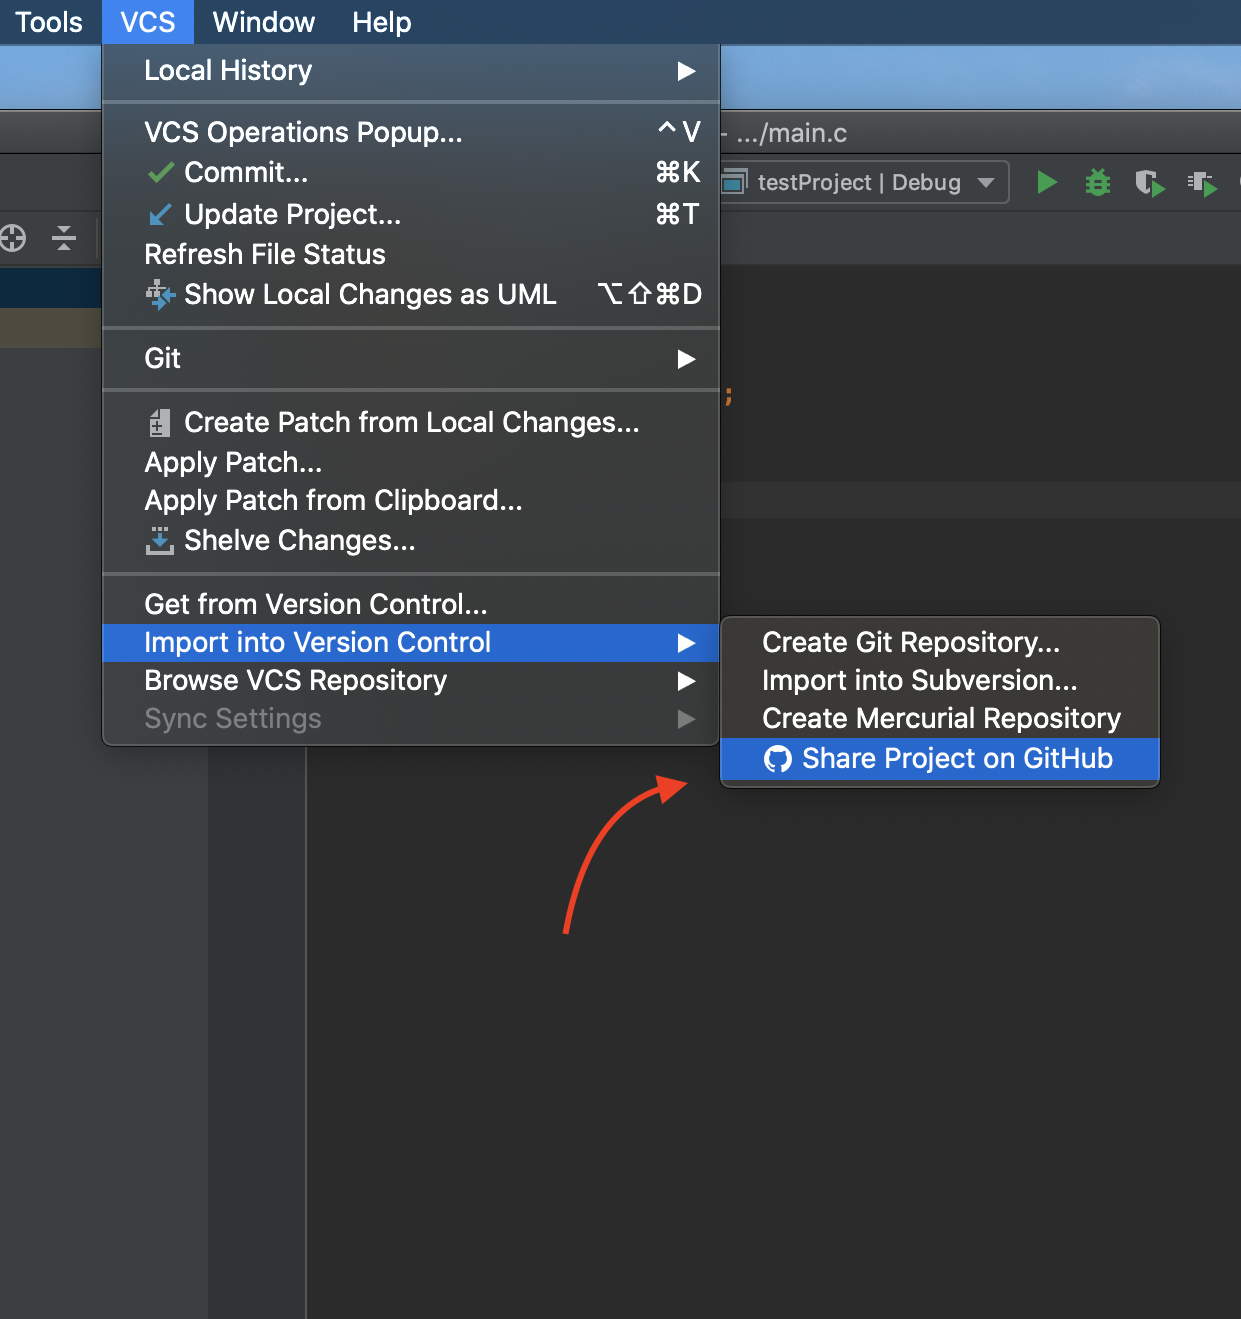 Tools VCS Window Help
Local History
- .../main.c
VCS Operations Popup... ^V
Commit... ⌘K
testProject | Debug
Update Project... ⌘T
Refresh File Status
Show Local Changes as UML ⌥⇧⌘D
Git
;
Create Patch from Local Changes...
Apply Patch...
Apply Patch from Clipboard...
Shelve Changes...
Get from Version Control...
Import into Version Control
Browse VCS Repository
Sync Settings
Create Git Repository...
Import into Subversion...
Create Mercurial Repository
Share Project on GitHub